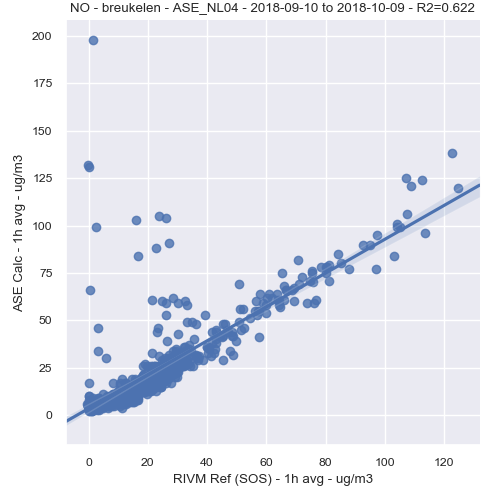 NO - breukelen - ASE_NL04 - 2018-09-10 to 2018-10-09 - R2=0.622
200
175
150
125
100
75
50
25
0
ASE Calc - 1h avg - ug/m3
0 20 40 60 80 100 120
RIVM Ref (SOS) - 1h avg - ug/m3